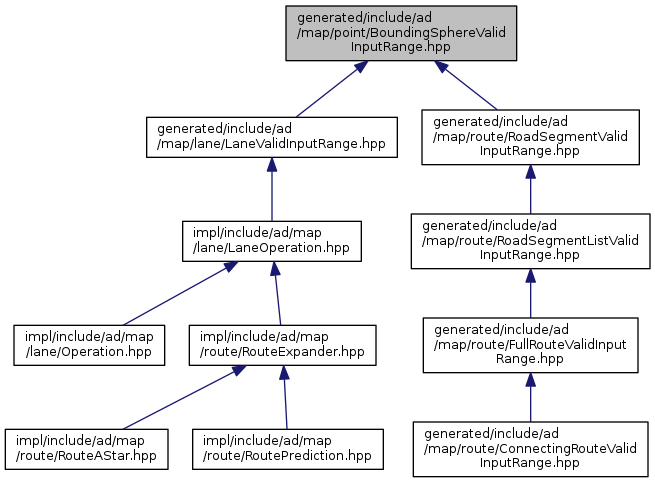 generated/include/ad
/map/point/BoundingSphereValid
InputRange.hpp
generated/include/ad
/map/lane/LaneValidInputRange.hpp
generated/include/ad
/map/route/RoadSegmentValid
InputRange.hpp
impl/include/ad/map
/lane/LaneOperation.hpp
generated/include/ad
/map/route/RoadSegmentListValid
InputRange.hpp
impl/include/ad/map
/lane/Operation.hpp
impl/include/ad/map
/route/RouteExpander.hpp
generated/include/ad
/map/route/FullRouteValidInput
Range.hpp
impl/include/ad/map
/route/RouteAStar.hpp
impl/include/ad/map
/route/RoutePrediction.hpp
generated/include/ad
/map/route/ConnectingRouteValid
InputRange.hpp